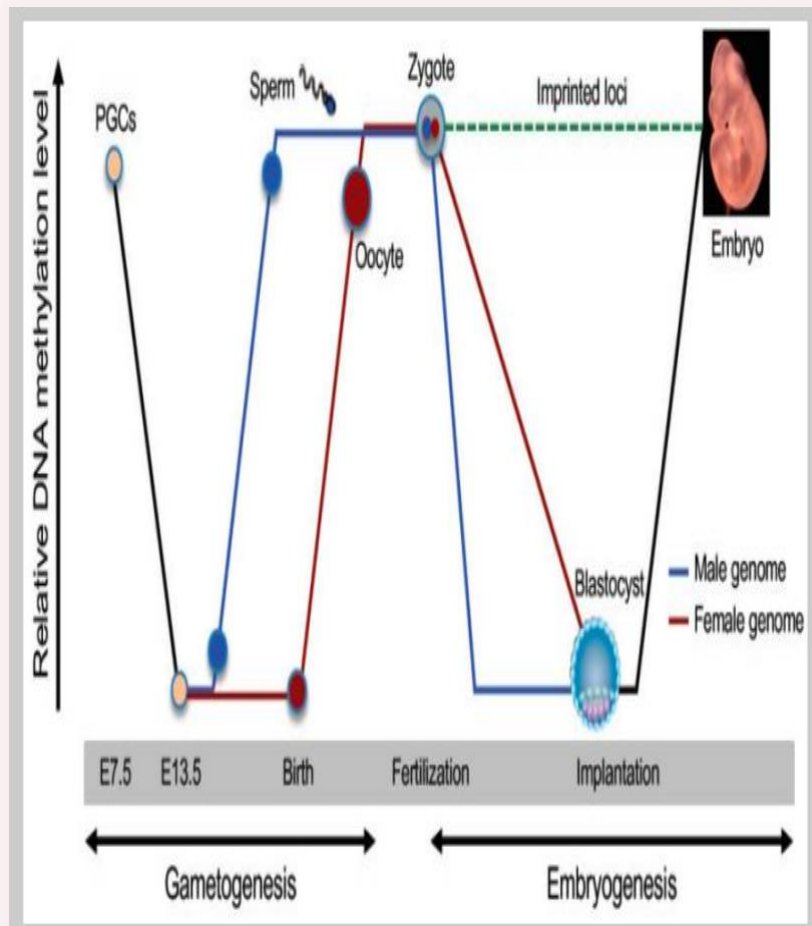 Relative DNA methylation level
PGCs
Sperm
Zygote
Imprinted loci
Oocyte
Embryo
Blastocyst
Male genome
Female genome
E7.5 E13.5 Birth Fertilization Implantation
Gametogenesis Embryogenesis